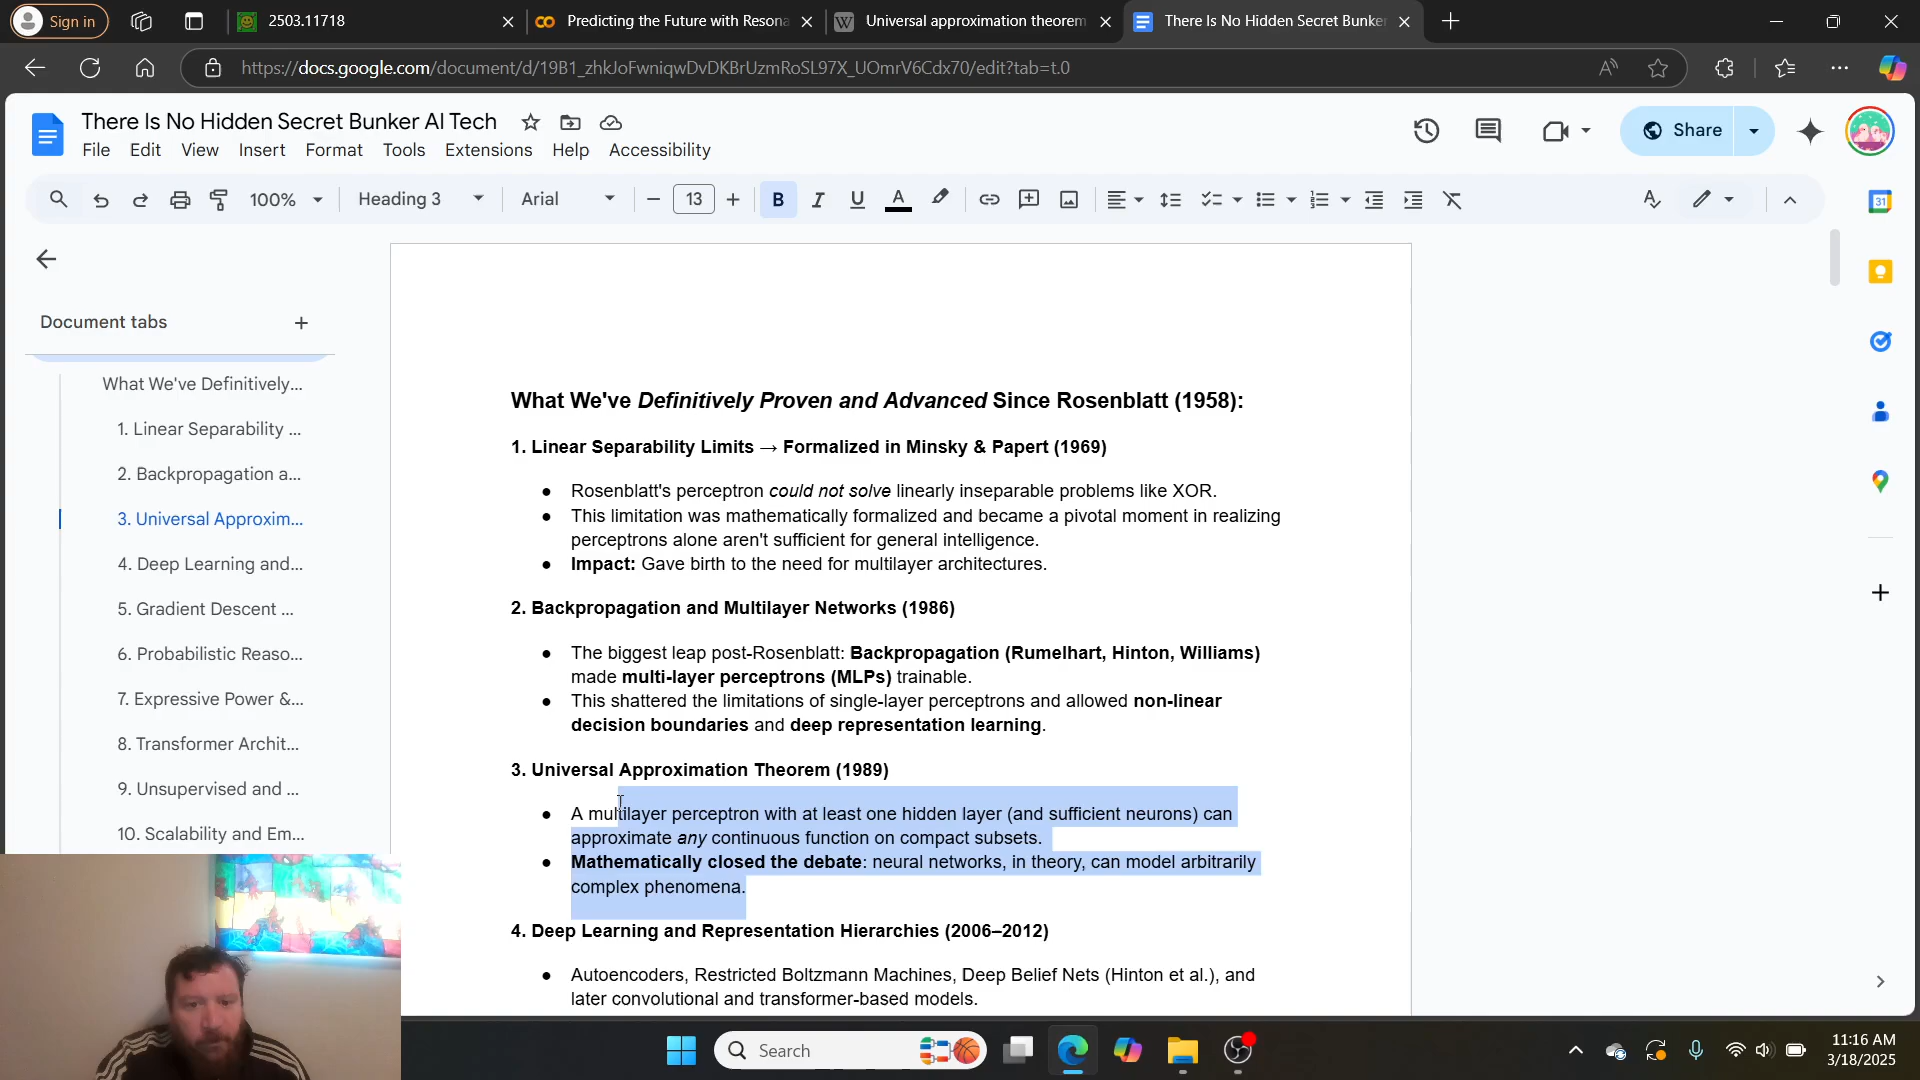 Sign in
2503.11718
Predicting the Future with Resona
Universal approximation theorem
There Is No Hidden Secret Bunker
https://docs.google.com/document/d/19B1_zhkJoFwniqwDvDKBrUzmRoSL97X_UOmrV6Cdx70/edit?tab=t.0
There Is No Hidden Secret Bunker AI Tech
Share
File Edit View Insert Format Tools Extensions Help Accessibility
100% Heading 3 Arial 13 B I U A
31
Document tabs
What We've Definitively...
1. Linear Separability ...
2. Backpropagation a...
3. Universal Approxim...
4. Deep Learning and...
5. Gradient Descent ...
6. Probabilistic Reaso...
7. Expressive Power &...
8. Transformer Archit...
9. Unsupervised and ...
10. Scalability and Em...
What We've Definitively Proven and Advanced Since Rosenblatt (1958):
1. Linear Separability Limits → Formalized in Minsky & Papert (1969)
● Rosenblatt's perceptron could not solve linearly inseparable problems like XOR.
● This limitation was mathematically formalized and became a pivotal moment in realizing
perceptrons alone aren't sufficient for general intelligence.
● Impact: Gave birth to the need for multilayer architectures.
2. Backpropagation and Multilayer Networks (1986)
● The biggest leap post-Rosenblatt: Backpropagation (Rumelhart, Hinton, Williams)
made multi-layer perceptrons (MLPs) trainable.
● This shattered the limitations of single-layer perceptrons and allowed non-linear
decision boundaries and deep representation learning.
3. Universal Approximation Theorem (1989)
● A multilayer perceptron with at least one hidden layer (and sufficient neurons) can
approximate any continuous function on compact subsets.
● Mathematically closed the debate: neural networks, in theory, can model arbitrarily
complex phenomena.
4. Deep Learning and Representation Hierarchies (2006–2012)
● Autoencoders, Restricted Boltzmann Machines, Deep Belief Nets (Hinton et al.), and
later convolutional and transformer-based models.
Search
11:16 AM
3/18/2025